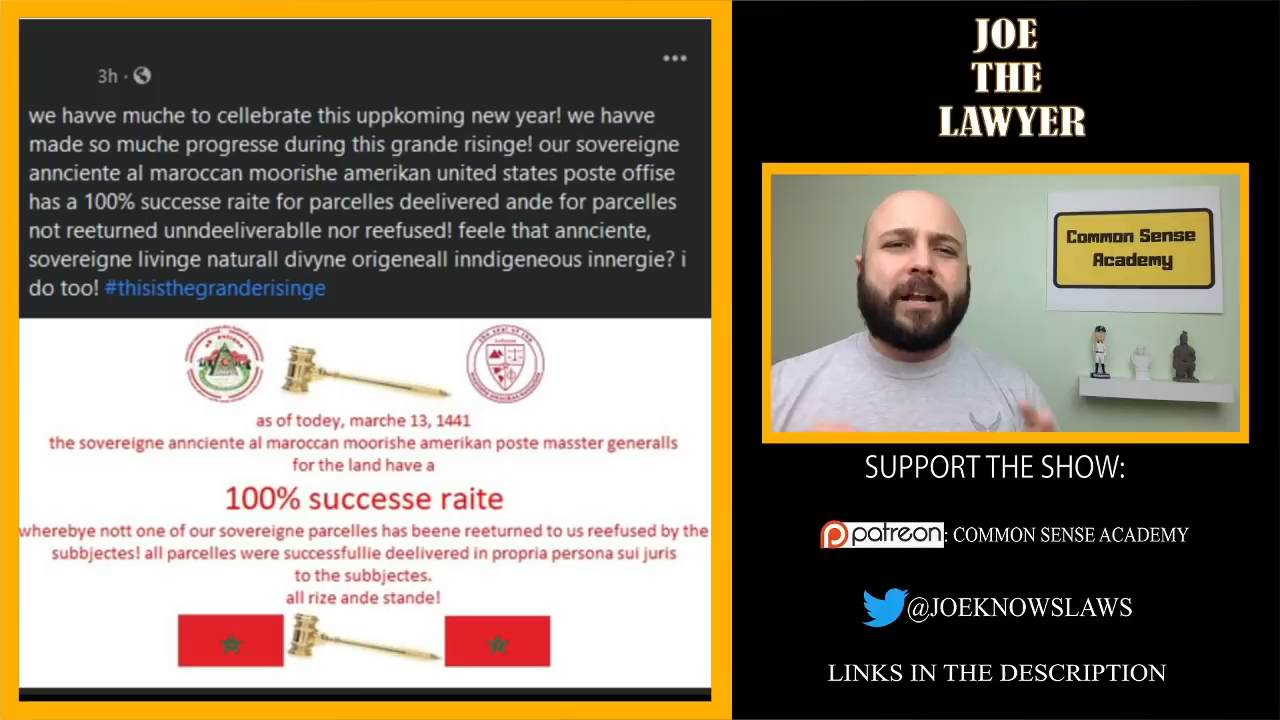 3h ·
we havve muche to cellebrate this uppkoming new year! we havve
made so muche progresse during this grande risinge! our sovereigne
annciente al maroccan moorishe amerikan united states poste offise
has a 100% successe raite for parcelles deelivered ande for parcelles
not reeturned unndeeliverablle nor reefused! feele that annciente,
sovereigne livinge naturall divyne origeneall inndigeneous innergie? i
do too! #thisisthegranderisinge
as of todey, marche 13, 1441
the sovereigne annciente al maroccan moorishe amerikan poste masster generalls
for the land have a
100% successe raite
wherebye nott one of our sovereigne parcelles has beene reeturned to us reefused by the
subbjectes! all parcelles were successfullie deelivered in propria persona sui juris
to the subbjectes.
all rize ande stande!
JOE
THE
LAWYER
Common Sense
Academy
SUPPORT THE SHOW:
patreon: COMMON SENSE ACADEMY
@JOEKNOWSLAWS
LINKS IN THE DESCRIPTION